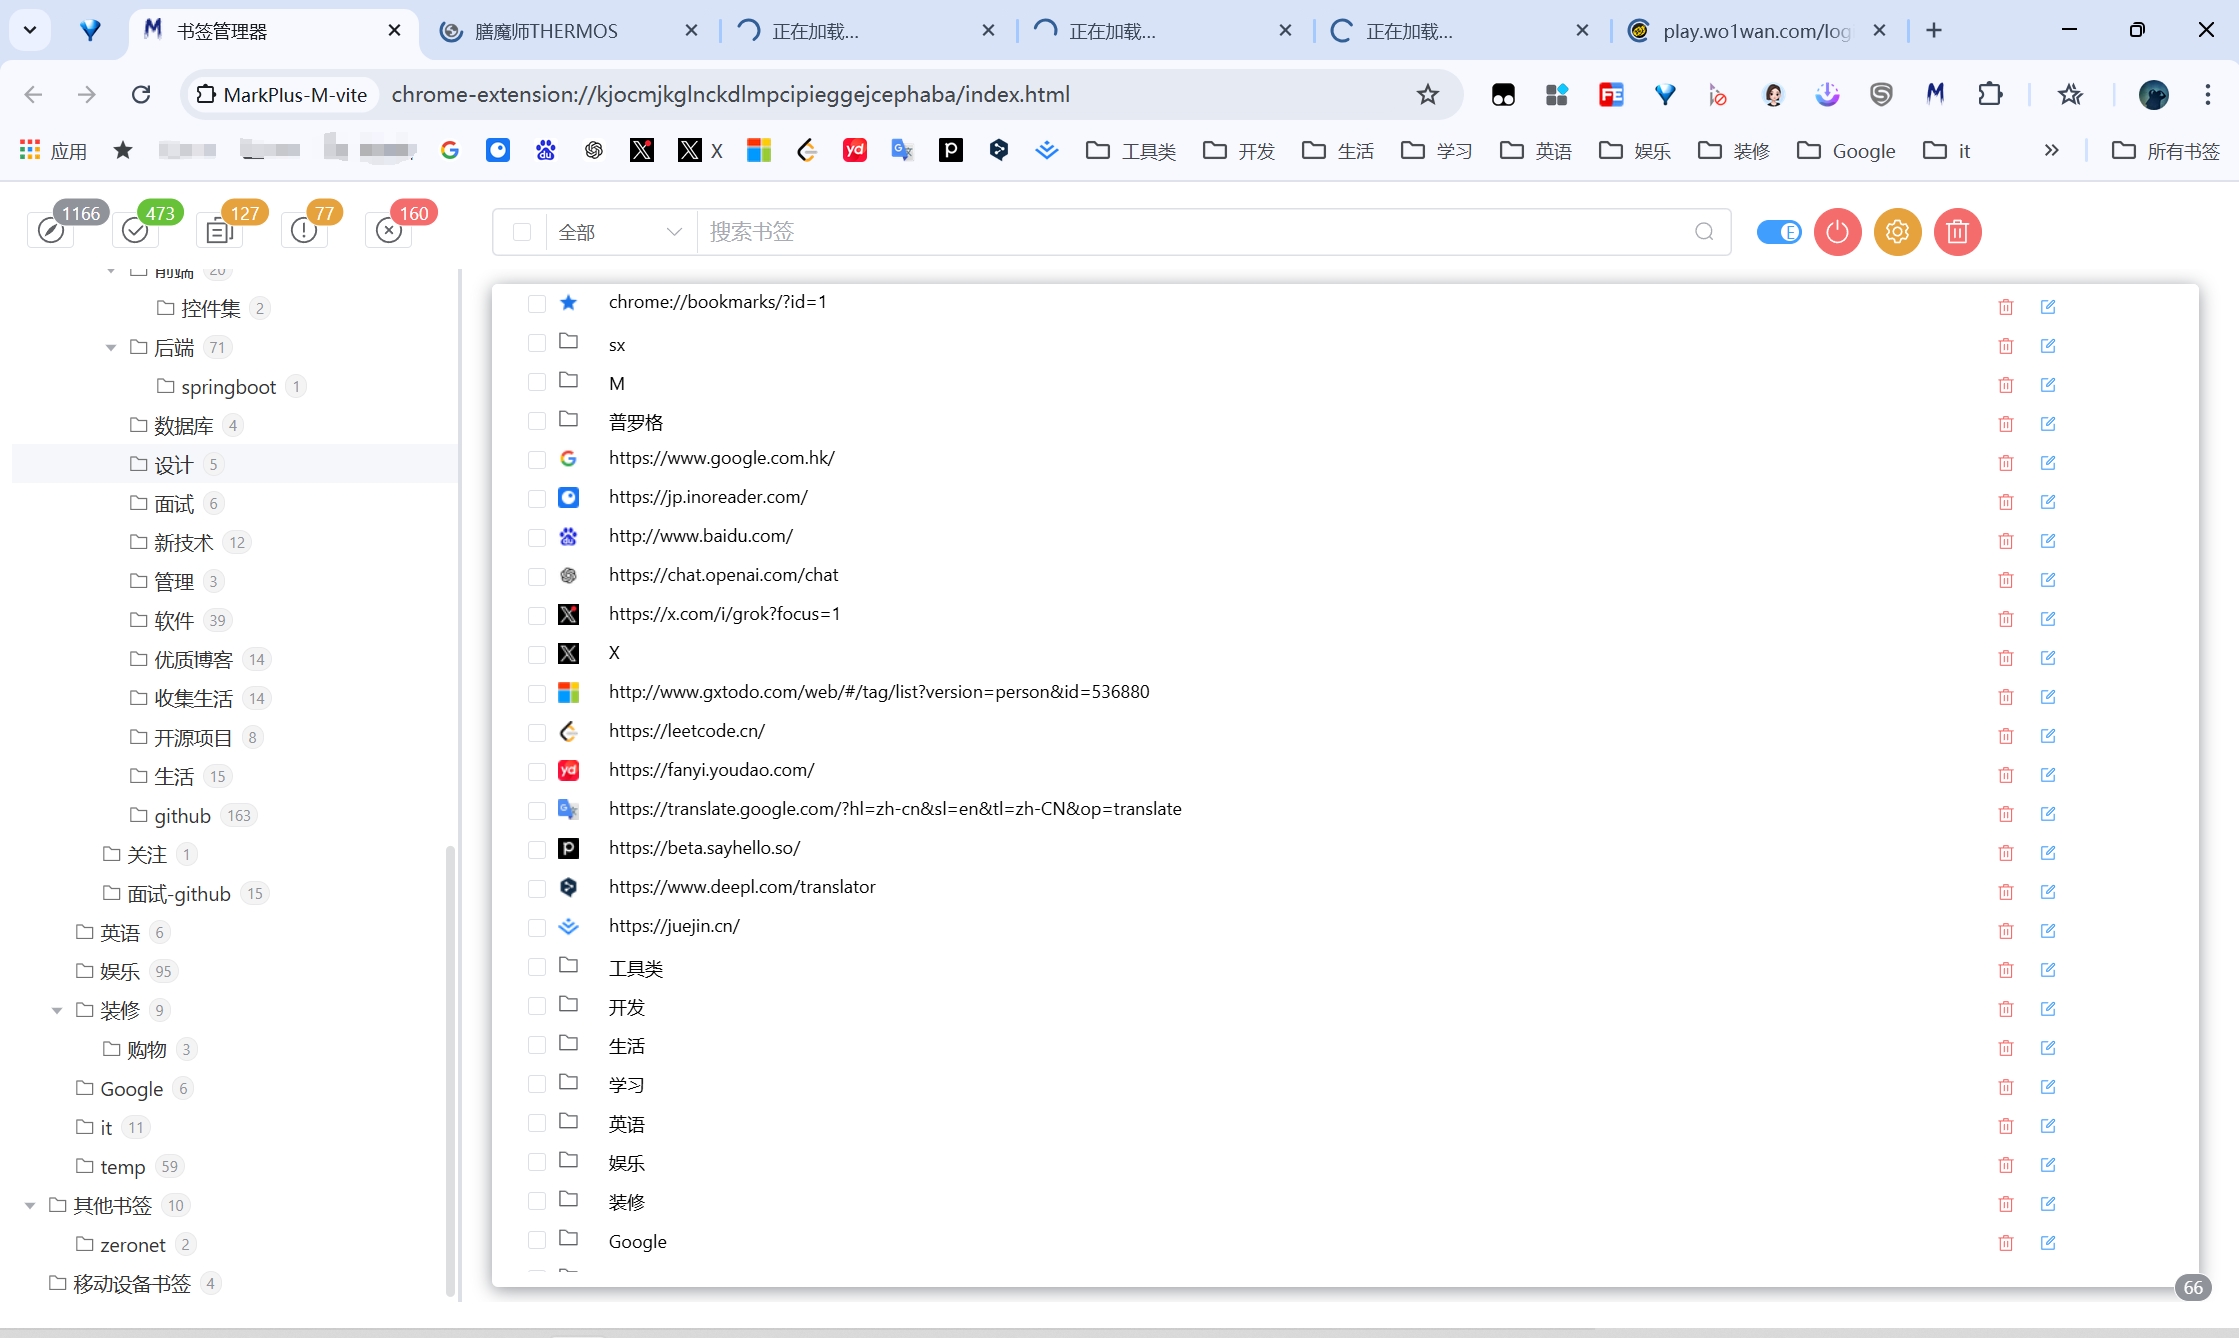 书签管理器
膳魔师THERMOS
正在加载...
正在加载...
正在加载...
play.wo1wan.com/log
MarkPlus-M-vite
chrome-extension://kjocmjkglnckdlmpcipieggejcephaba/index.html
应用
X
工具类
开发
生活
学习
英语
娱乐
装修
Google
it
所有书签
1166
473
127
77
160
全部
搜索书签
E
前端 20
控件集 2
后端 71
springboot 1
数据库 4
设计 5
面试 6
新技术 12
管理 3
软件 39
优质博客 14
收集生活 14
开源项目 8
生活 15
github 163
关注 1
面试-github 15
英语 6
娱乐 95
装修 9
购物 3
Google 6
it 11
temp 59
其他书签 10
zeronet 2
移动设备书签 4
chrome://bookmarks/?id=1
sx
M
普罗格
https://www.google.com.hk/
https://jp.inoreader.com/
http://www.baidu.com/
https://chat.openai.com/chat
https://x.com/i/grok?focus=1
X
http://www.gxtodo.com/web/#/tag/list?version=person&id=536880
https://leetcode.cn/
https://fanyi.youdao.com/
https://translate.google.com/?hl=zh-cn&sl=en&tl=zh-CN&op=translate
https://beta.sayhello.so/
https://www.deepl.com/translator
https://juejin.cn/
工具类
开发
生活
学习
英语
娱乐
装修
Google
66